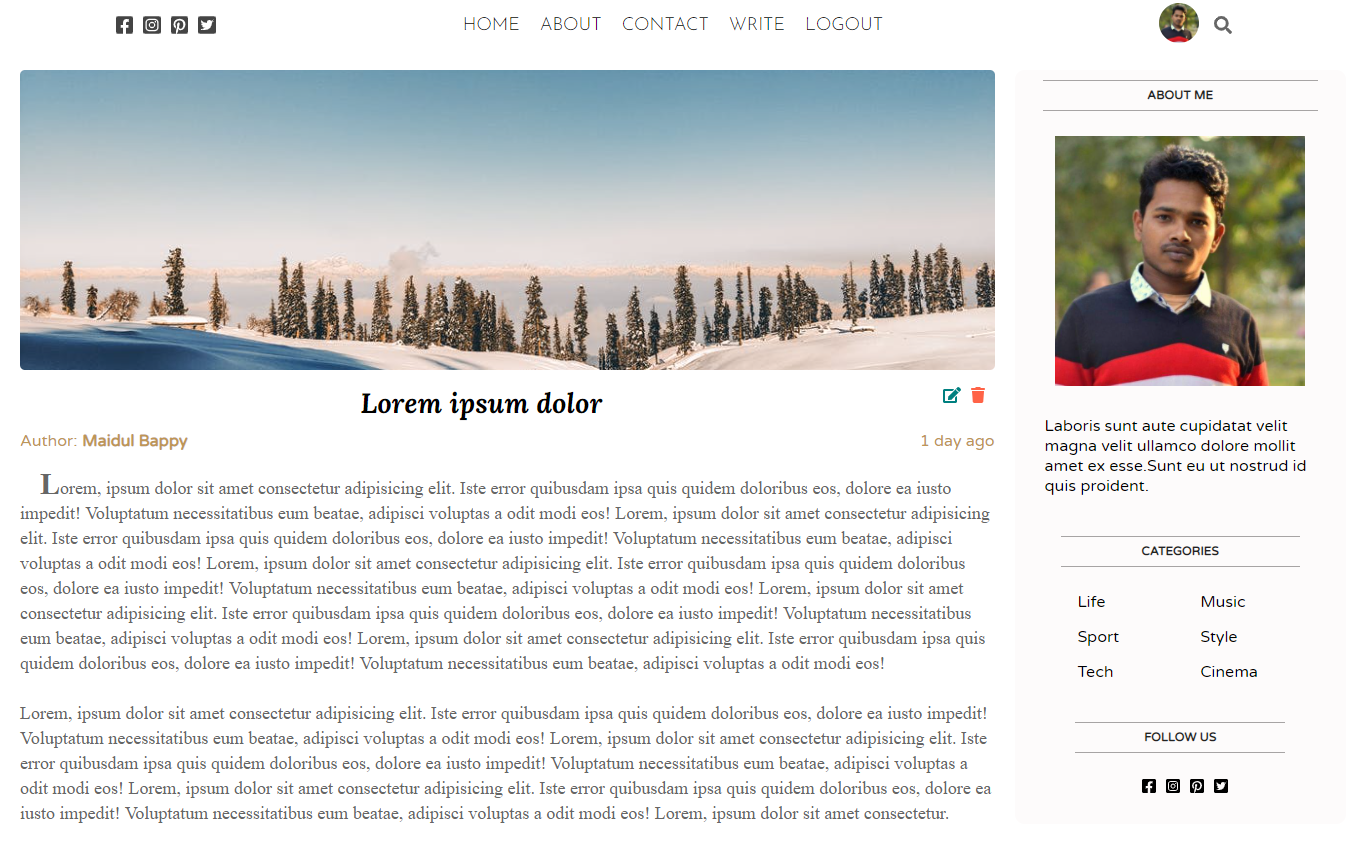 HOME ABOUT CONTACT WRITE LOGOUT
Lorem ipsum dolor
Author: Maidul Bappy
1 day ago
Lorem, ipsum dolor sit amet consectetur adipisicing elit. Iste error quibusdam ipsa quis quidem doloribus eos, dolore ea iusto
impedit! Voluptatum necessitatibus eum beatae, adipisci voluptas a odit modi eos! Lorem, ipsum dolor sit amet consectetur adipisicing
elit. Iste error quibusdam ipsa quis quidem doloribus eos, dolore ea iusto impedit! Voluptatum necessitatibus eum beatae, adipisci
voluptas a odit modi eos! Lorem, ipsum dolor sit amet consectetur adipisicing elit. Iste error quibusdam ipsa quis quidem doloribus
eos, dolore ea iusto impedit! Voluptatum necessitatibus eum beatae, adipisci voluptas a odit modi eos! Lorem, ipsum dolor sit amet
consectetur adipisicing elit. Iste error quibusdam ipsa quis quidem doloribus eos, dolore ea iusto impedit! Voluptatum necessitatibus
eum beatae, adipisci voluptas a odit modi eos! Lorem, ipsum dolor sit amet consectetur adipisicing elit. Iste error quibusdam ipsa quis
quidem doloribus eos, dolore ea iusto impedit! Voluptatum necessitatibus eum beatae, adipisci voluptas a odit modi eos!
Lorem, ipsum dolor sit amet consectetur adipisicing elit. Iste error quibusdam ipsa quis quidem doloribus eos, dolore ea iusto impedit!
Voluptatum necessitatibus eum beatae, adipisci voluptas a odit modi eos! Lorem, ipsum dolor sit amet consectetur adipisicing elit. Iste
error quibusdam ipsa quis quidem doloribus eos, dolore ea iusto impedit! Voluptatum necessitatibus eum beatae, adipisci voluptas a
odit modi eos! Lorem, ipsum dolor sit amet consectetur adipisicing elit. Iste error quibusdam ipsa quis quidem doloribus eos, dolore ea
iusto impedit! Voluptatum necessitatibus eum beatae, adipisci voluptas a odit modi eos! Lorem, ipsum dolor sit amet consectetur.
ABOUT ME
Laboris sunt aute cupidatat velit
magna velit ullamco dolore mollit
amet ex esse.Sunt eu ut nostrud id
quis proident.
CATEGORIES
Life Music
Sport Style
Tech Cinema
FOLLOW US